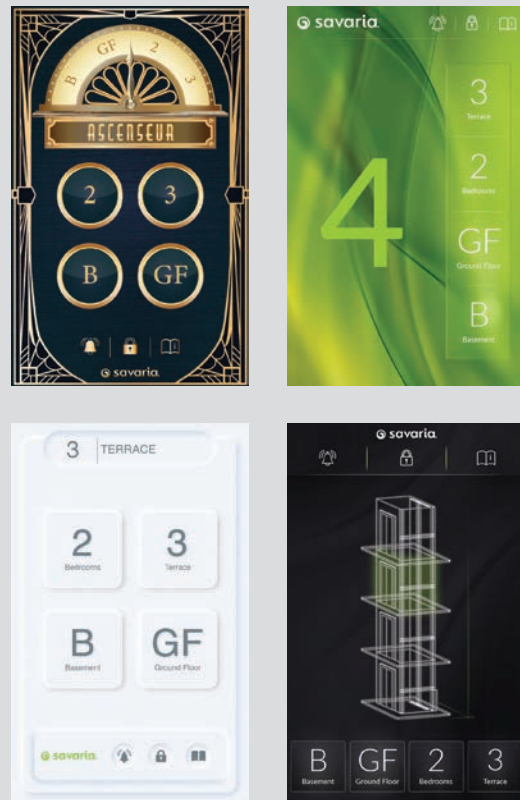 B GF 2 3
ASCENSEUR
2 3
B GF
savaria
savaria
4
3
Terrace
2
Bedrooms
GF
Ground Floor
B
Basement
3 TERRACE
2 3
Bedrooms Terrace
B GF
Basement Ground Floor
savaria
savaria
B GF 2 3
Basement Ground Floor Bedrooms Terrace